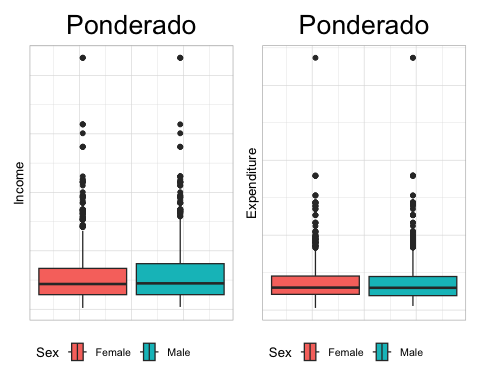 Ponderado
Ponderado
Income
Expenditure
Sex Female Male
Sex Female Male